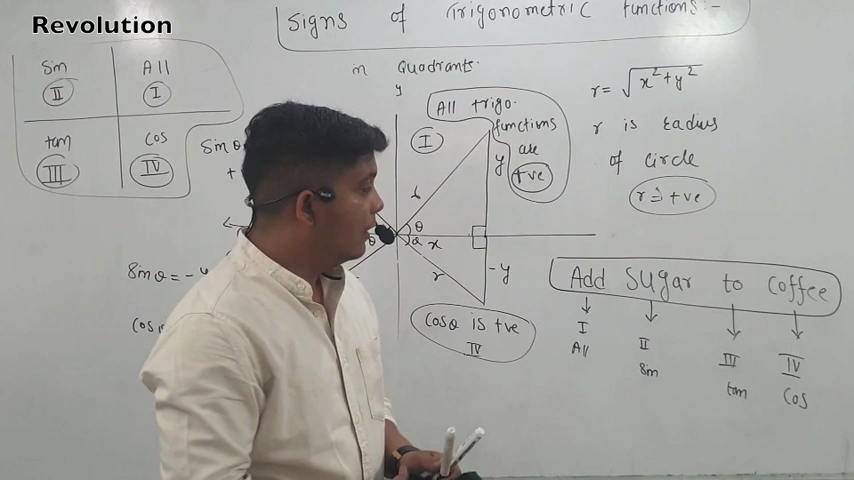 Revolution
Signs of Trigonometric functions:-
in Quadrants.
Sin All
II I
tan Cos
III IV
y
I
All trigo.
functions
are
+ve
r
y
θ
θ
x
r
-y
θ
Sinθ
+
Sinθ = -y
Cosθ is +ve
IV
r = √x²+y²
r is radius
of circle
r = +ve
Add Sugar to Coffee
I II III IV
All Sin tan Cos